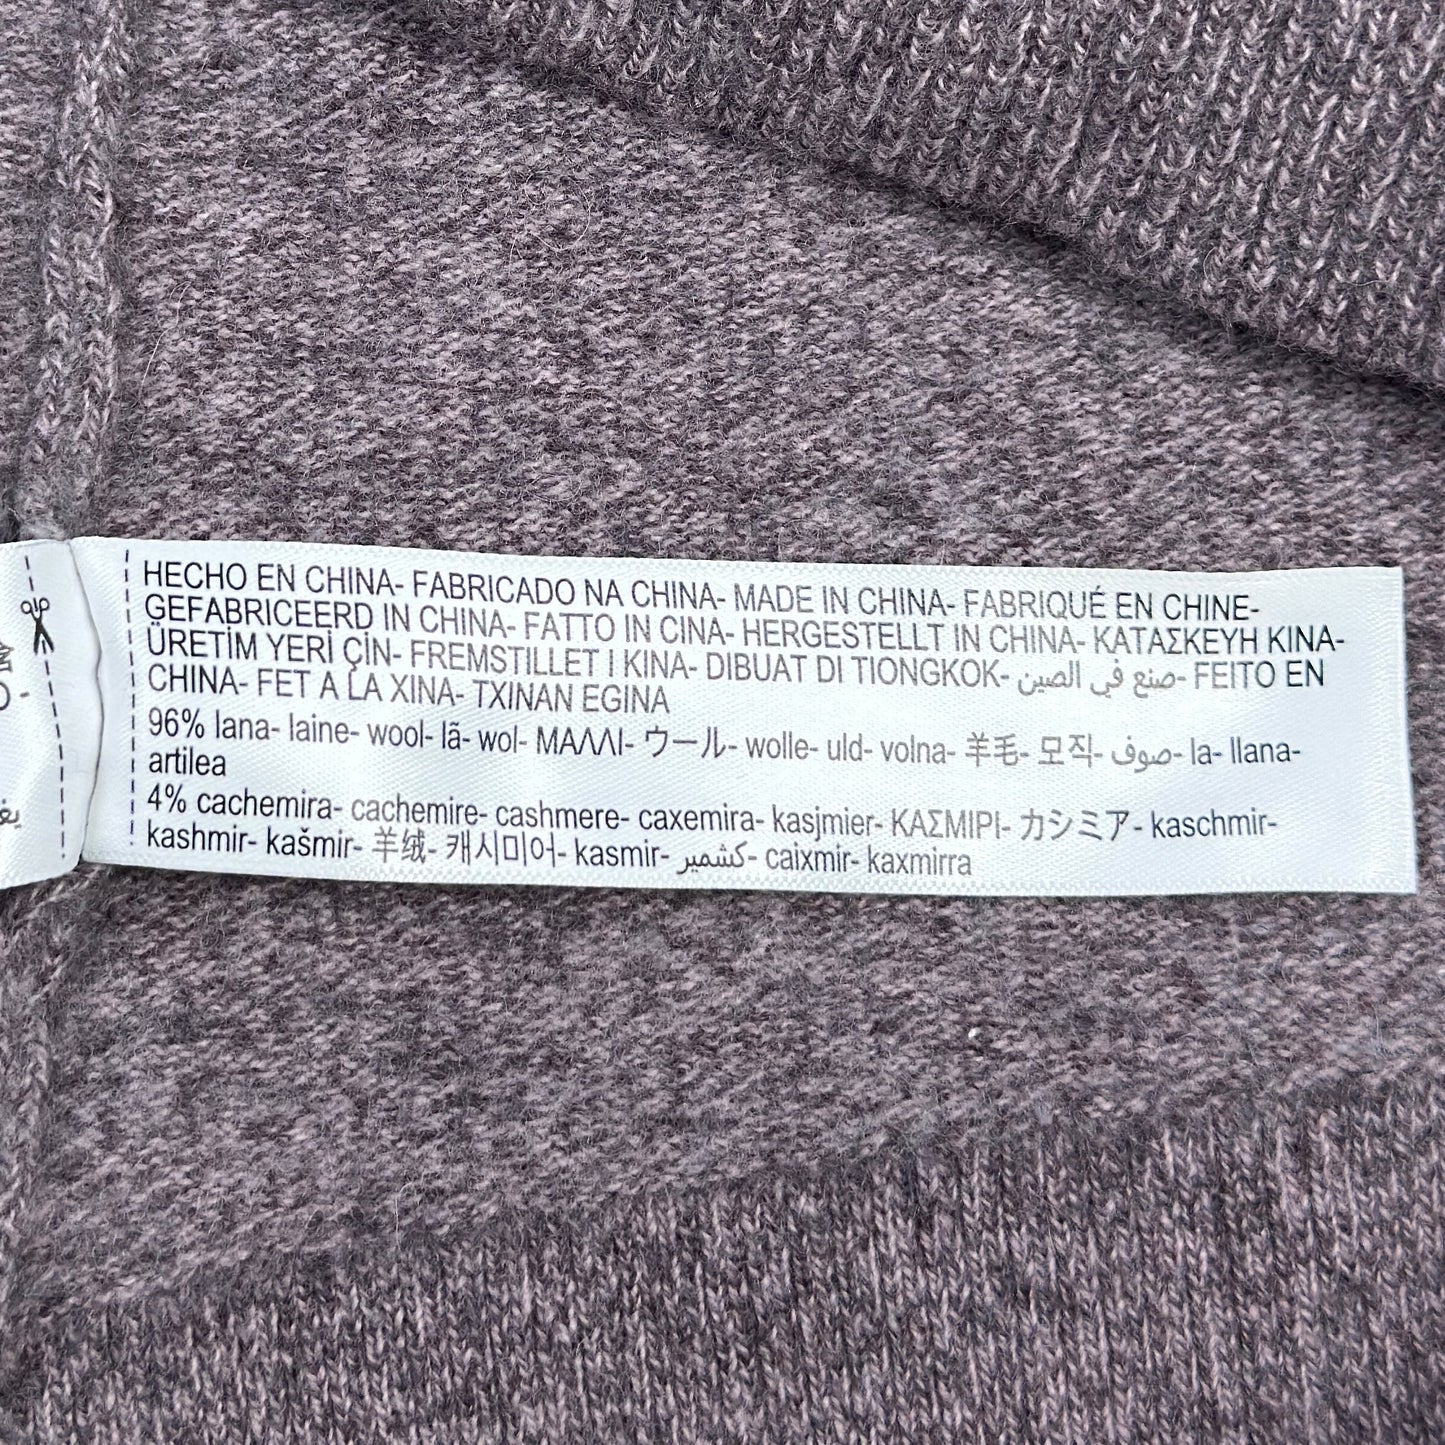 HECHO EN CHINA- FABRICADO NA CHINA- MADE IN CHINA- FABRIQUÉ EN CHINE-
GEFABRICEERD IN CHINA- FATTO IN CINA- HERGESTELLT IN CHINA- ΚΑΤΑΣΚΕΥΗ ΚΙΝΑ-
ÜRETİM YERİ ÇİN- FREMSTILLET I KINA- DIBUAT DI TIONGKOK- صنع في الصين- FEITO EN
CHINA- FET A LA XINA- TXINAN EGINA
96% lana- laine- wool- lã- wol- ΜΑΛΛΙ- ウール- wolle- uld- volna- 羊毛- 모직- صوف- la- llana-
artilea
4% cachemira- cachemire- cashmere- caxemira- kasjmier- ΚΑΣΜΙΡΙ- カシミア- kaschmir-
kashmir- kašmir- 羊绒- 캐시미어- kasmir- كشمير- caixmir- kaxmirra